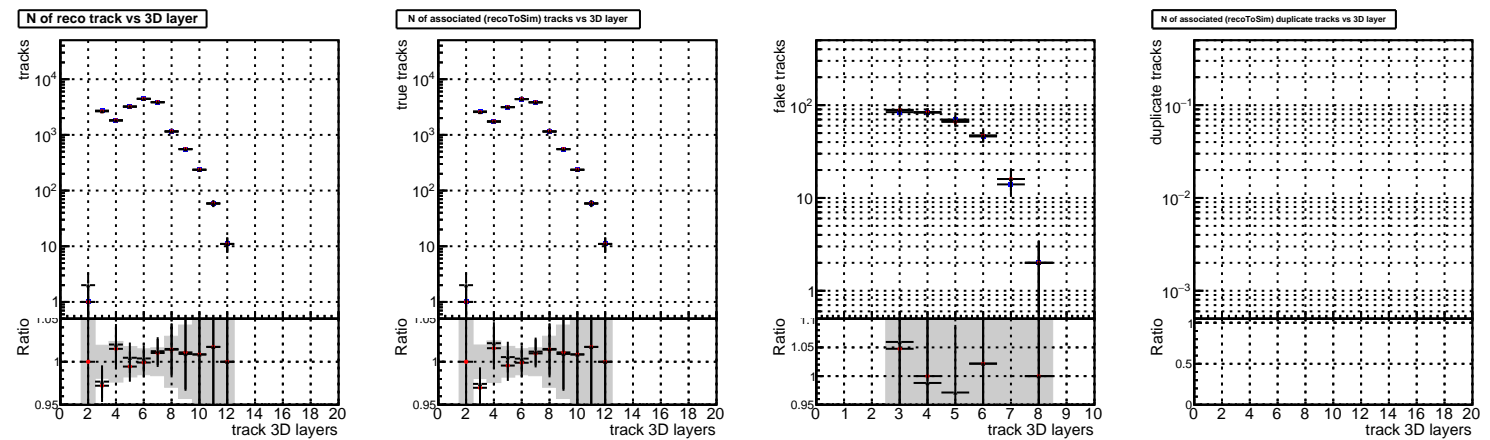 N of reco track vs 3D layer
tracks
10⁴
10³
10²
10
1
Ratio
1.05
1
0.95
0 2 4 6 8 10 12 14 16 18 20
track 3D layers
N of associated (recoToSim) tracks vs 3D layer
true tracks
10⁴
10³
10²
10
1
Ratio
1.05
1
0.95
0 2 4 6 8 10 12 14 16 18 20
track 3D layers
fake tracks
10²
10
1
Ratio
1.1
1.05
1
0.95
0 1 2 3 4 5 6 7 8 9 10
track 3D layers
N of associated (recoToSim) duplicate tracks vs 3D layer
duplicate tracks
10⁻¹
10⁻²
10⁻³
Ratio
1
0.5
0
0 2 4 6 8 10 12 14 16 18 20
track 3D layers